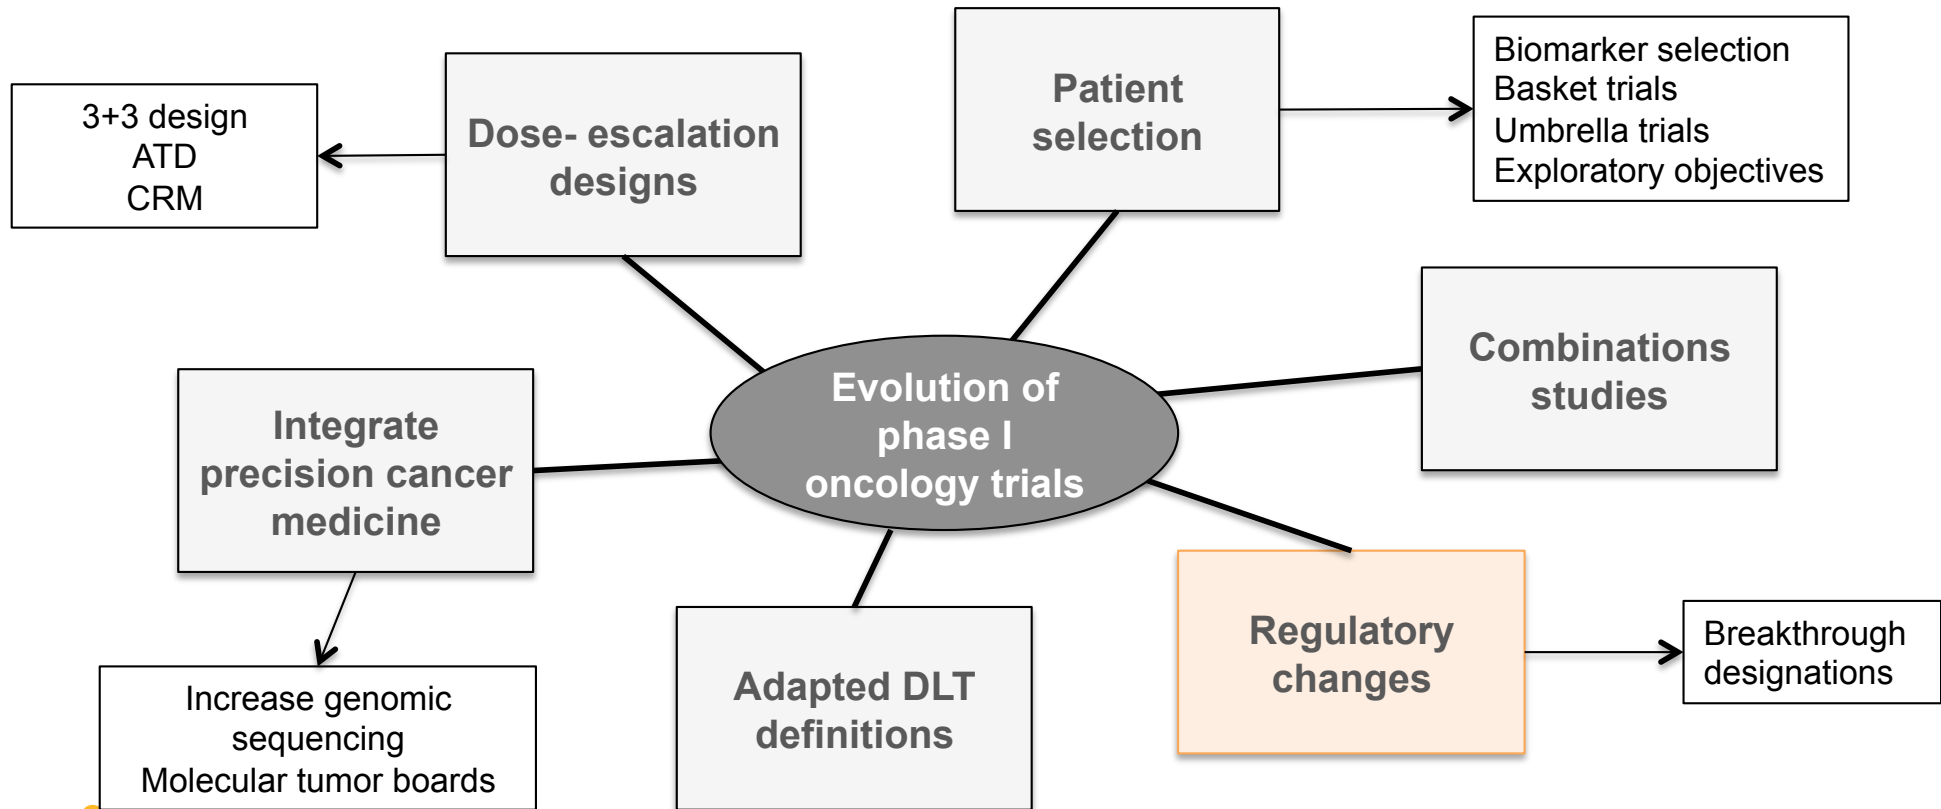 3+3 design
ATD
CRM
Dose- escalation
designs
Patient
selection
Biomarker selection
Basket trials
Umbrella trials
Exploratory objectives
Combinations
studies
Evolution of
phase I
oncology trials
Integrate
precision cancer
medicine
Increase genomic
sequencing
Molecular tumor boards
Adapted DLT
definitions
Regulatory
changes
Breakthrough
designations